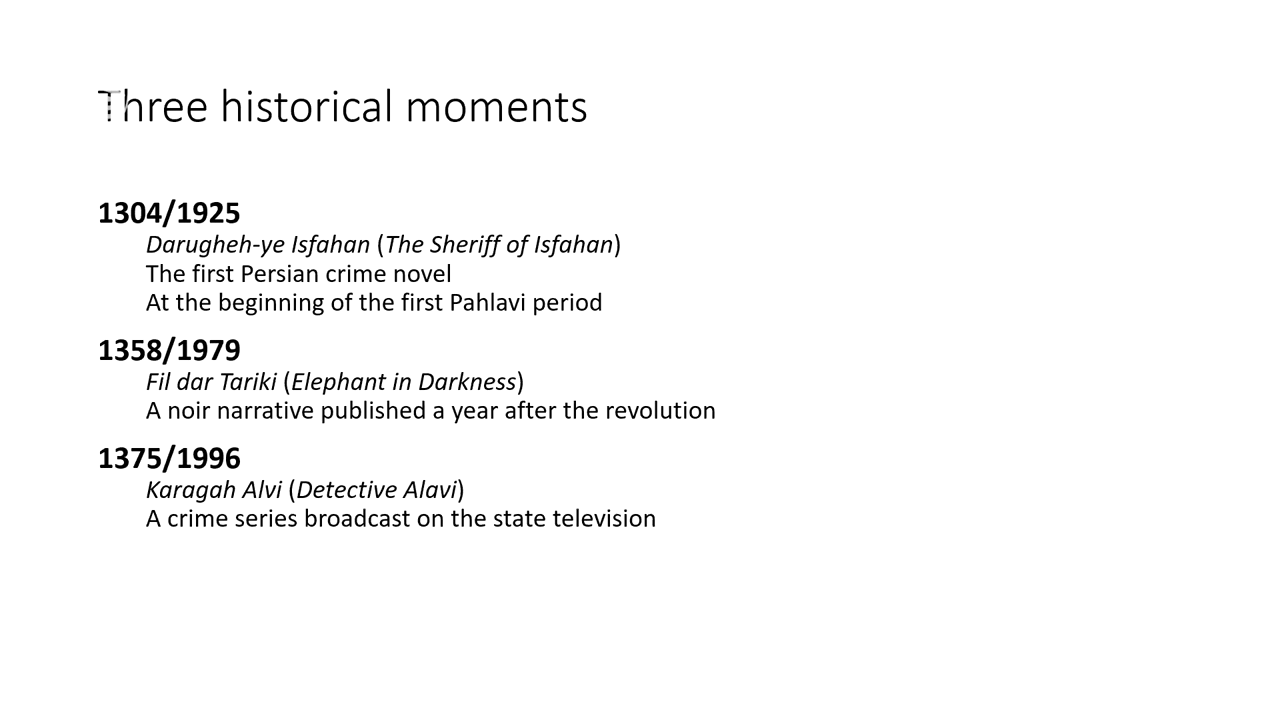 Three historical moments
1304/1925
Darugheh-ye Isfahan (The Sheriff of Isfahan)
The first Persian crime novel
At the beginning of the first Pahlavi period
1358/1979
Fil dar Tariki (Elephant in Darkness)
A noir narrative published a year after the revolution
1375/1996
Karagah Alvi (Detective Alavi)
A crime series broadcast on the state television